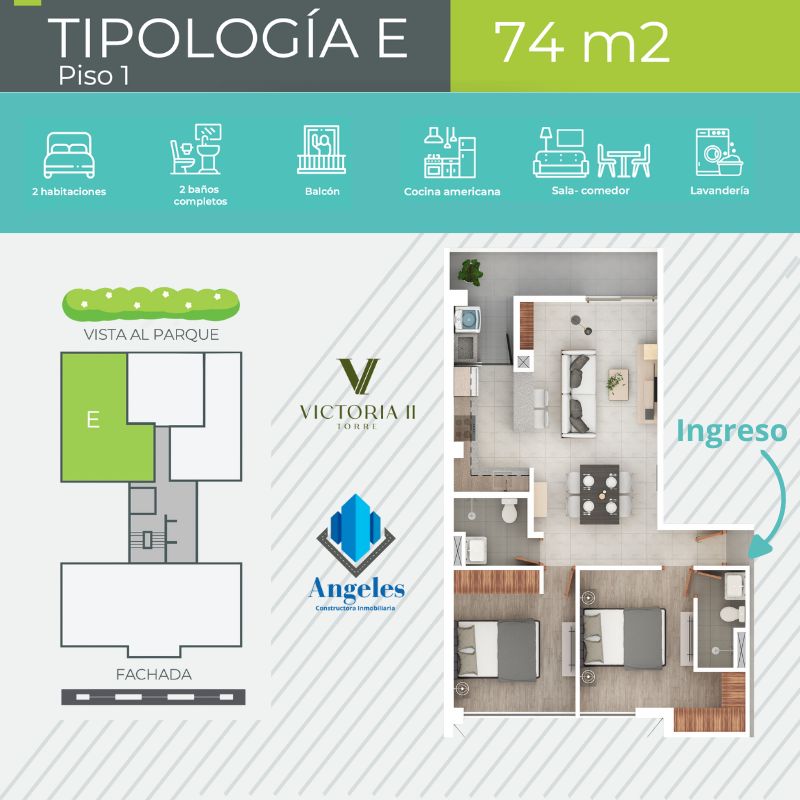 TIPOLOGÍA E
Piso 1
74 m2
2 habitaciones
2 baños
completos
Balcón
Cocina americana
Sala- comedor
Lavandería
VISTA AL PARQUE
E
FACHADA
VICTORIA II
TORRE
Angeles
Constructora Inmobiliaria
Ingreso